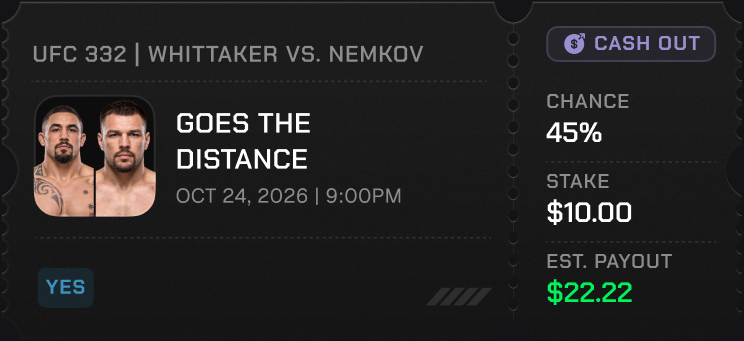 UFC 332 | WHITTAKER VS. NEMKOV
GOES THE
DISTANCE
OCT 24, 2026 | 9:00PM
YES
$ CASH OUT
CHANCE
45%
STAKE
$10.00
EST. PAYOUT
$22.22